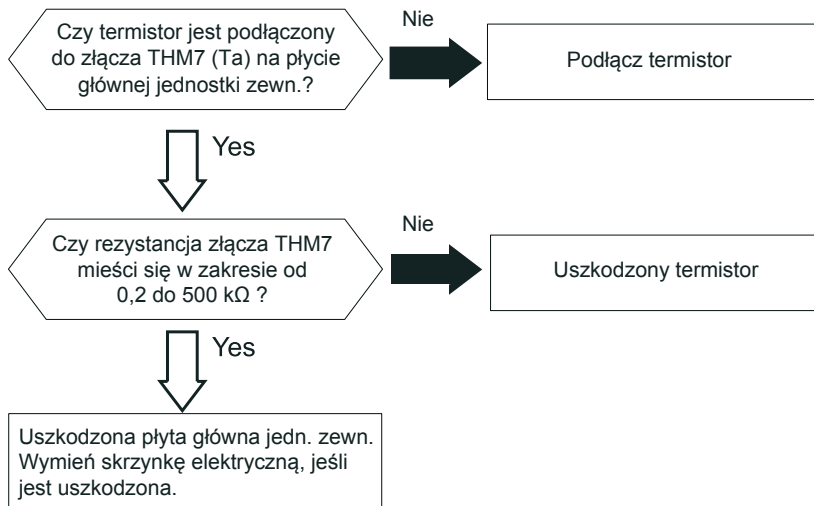 Czy termistor jest podłączony
do złącza THM7 (Ta) na płycie
głównej jednostki zewn.?
Nie
Podłącz termistor
Yes
Czy rezystancja złącza THM7
mieści się w zakresie od
0,2 do 500 kΩ ?
Nie
Uszkodzony termistor
Yes
Uszkodzona płyta główna jedn. zewn.
Wymień skrzynkę elektryczną, jeśli
jest uszkodzona.